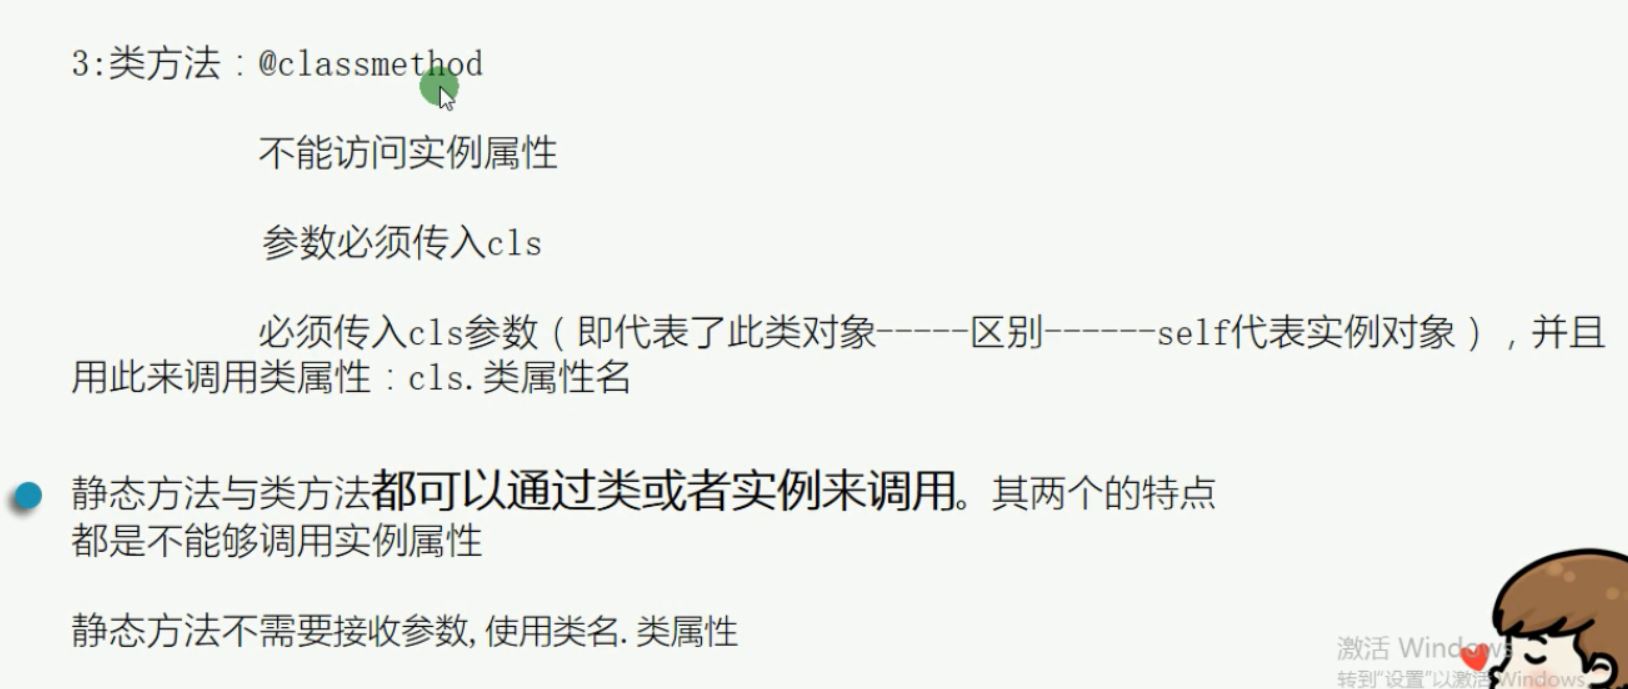 3:类方法：@classmethod
不能访问实例属性
参数必须传入cls
必须传入cls参数（即代表了此类对象-----区别------self代表实例对象），并且
用此来调用类属性：cls.类属性名
静态方法与类方法都可以通过类或者实例来调用。其两个的特点
都是不能够调用实例属性
静态方法不需要接收参数,使用类名.类属性
激活 Windows
转到“设置”以激活 Windows。